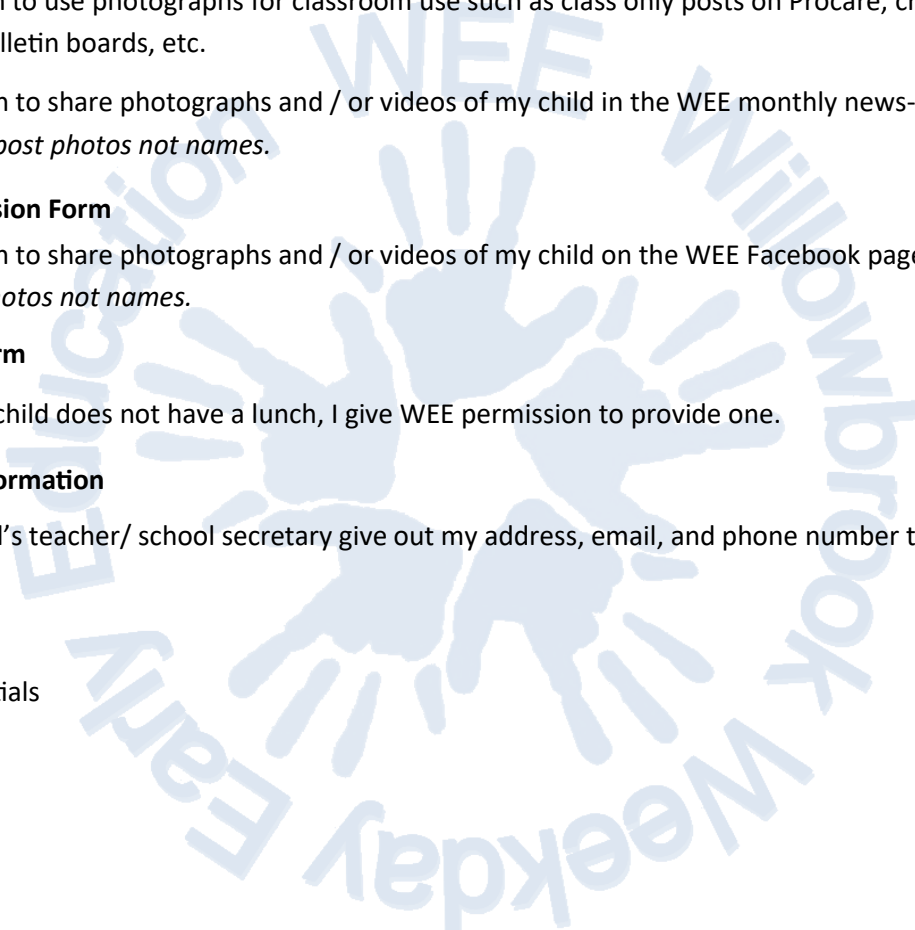 to use photographs for classroom use such as class only posts on Procare,
lletin boards, etc.
n to share photographs and / or videos of my child in the WEE monthly news-
post photos not names.
sion Form
n to share photographs and / or videos of my child on the WEE Facebook page
hotos not names.
rm
child does not have a lunch, I give WEE permission to provide one.
ormation
l's teacher/ school secretary give out my address, email, and phone number t
tials
WEE Willowbrook Weekday Early Education